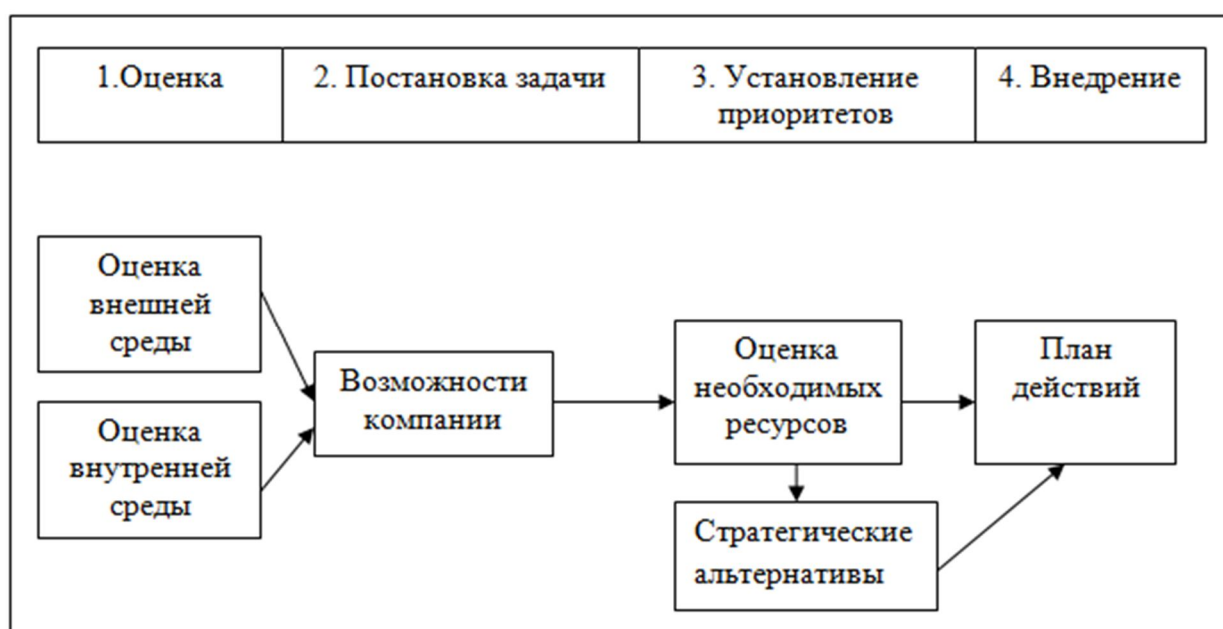 1.Оценка
2. Постановка задачи
3. Установление
приоритетов
4. Внедрение
Оценка
внешней
среды
Оценка
внутренней
среды
Возможности
компании
Оценка
необходимых
ресурсов
Стратегические
альтернативы
План
действий